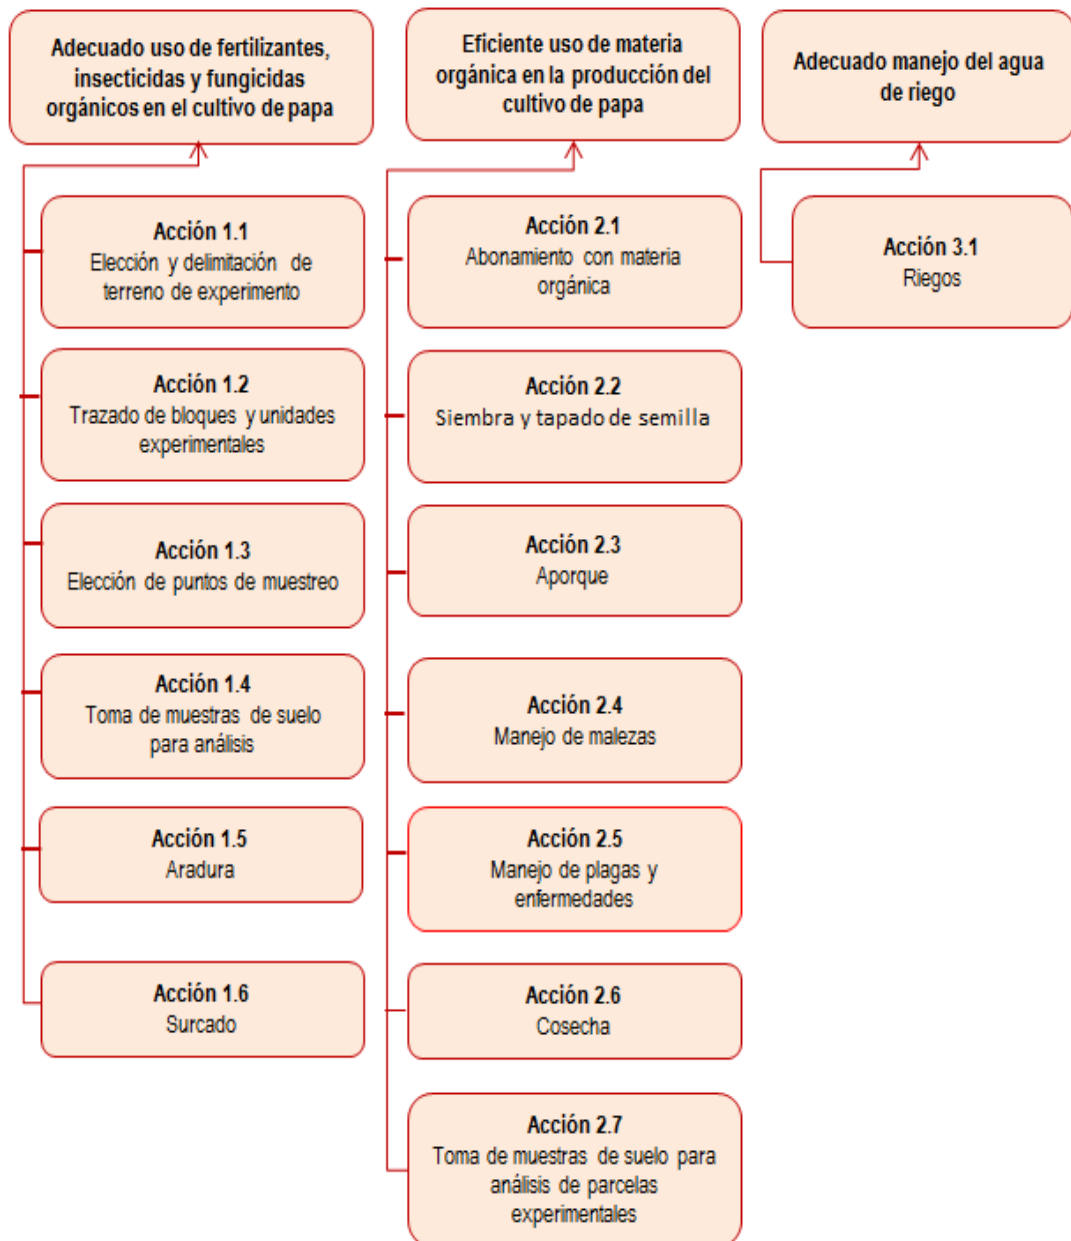 Adecuado uso de fertilizantes,
insecticidas y fungicidas
orgánicos en el cultivo de papa
Acción 1.1
Elección y delimitación de
terreno de experimento
Acción 1.2
Trazado de bloques y unidades
experimentales
Acción 1.3
Elección de puntos de muestreo
Acción 1.4
Toma de muestras de suelo
para análisis
Acción 1.5
Aradura
Acción 1.6
Surcado
Eficiente uso de materia
orgánica en la producción del
cultivo de papa
Acción 2.1
Abonamiento con materia
orgánica
Acción 2.2
Siembra y tapado de semilla
Acción 2.3
Aporque
Acción 2.4
Manejo de malezas
Acción 2.5
Manejo de plagas y
enfermedades
Acción 2.6
Cosecha
Acción 2.7
Toma de muestras de suelo para
análisis de parcelas
experimentales
Adecuado manejo del agua
de riego
Acción 3.1
Riegos